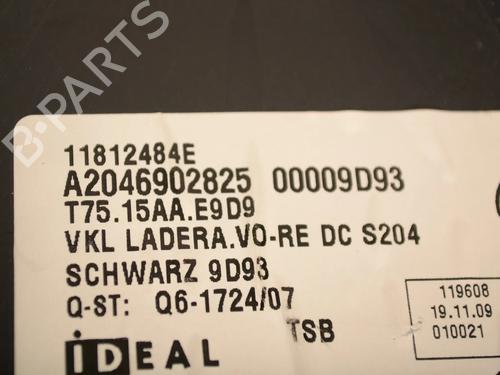 B-PARTS
11812484E
A2046902825 00009D93
T75.15AA.E9D9
VKL LADERA.VO-RE DC S204
SCHWARZ 9D93
Q-ST: Q6-1724/07
TSB
iDEAL
119608
19.11.09
010021